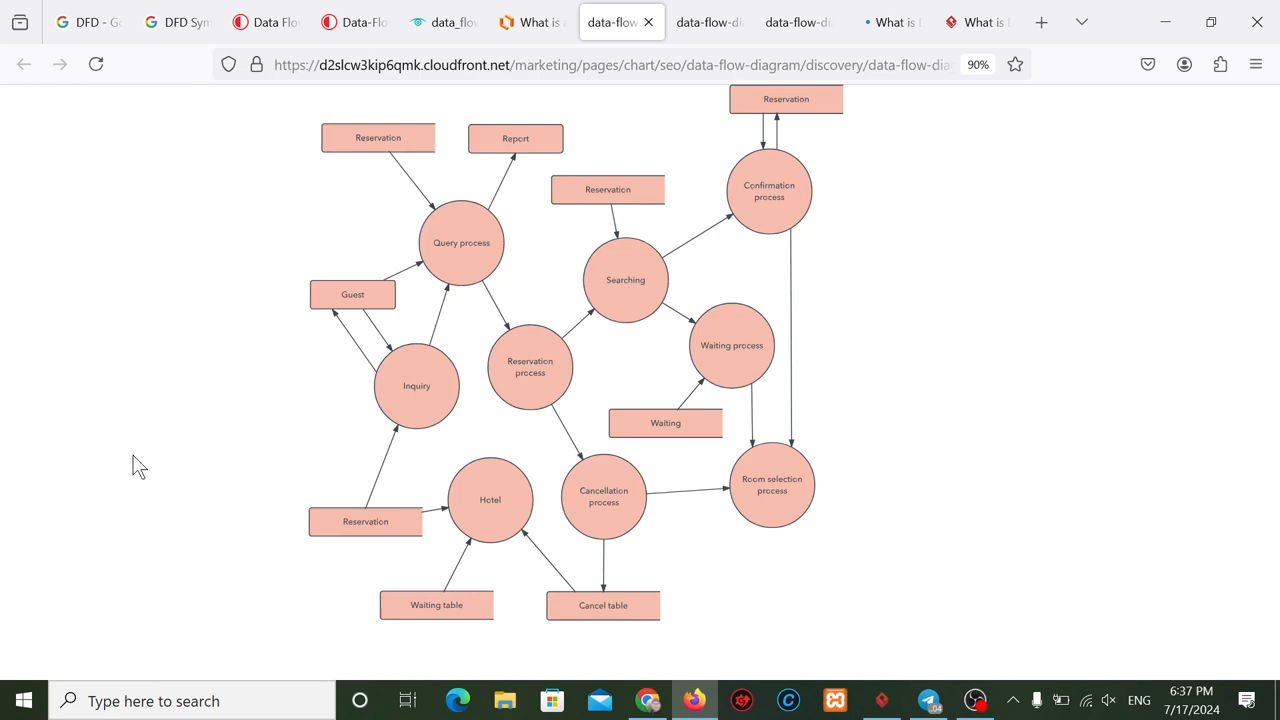 DFD - Go
DFD Sym
Data Flo
Data-Flo
data_flo
What is a
data-flow
data-flow-di
data-flow-di
What is
What is
https://d2slcw3kip6qmk.cloudfront.net/marketing/pages/chart/seo/data-flow-diagram/discovery/data-flow-dia
90%
Reservation
Reservation
Report
Reservation
Confirmation
process
Query process
Searching
Guest
Waiting process
Reservation
process
Inquiry
Waiting
Room selection
process
Cancellation
process
Hotel
Reservation
Waiting table
Cancel table
Type here to search
04
ENG
6:37 PM
7/17/2024